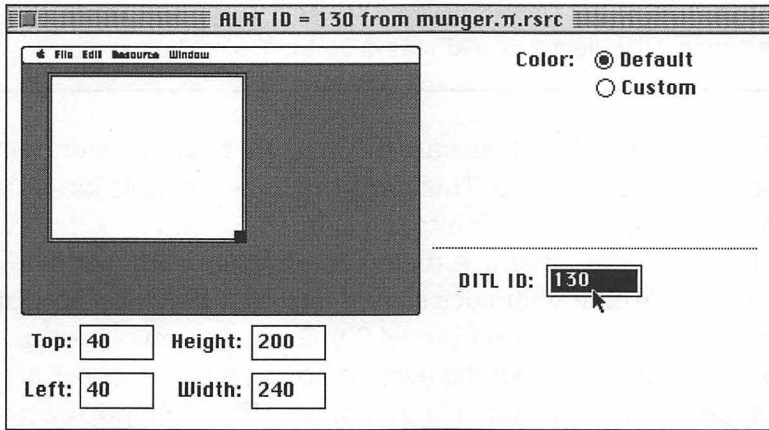 ALRT ID = 130 from munger.π.rsrc
File Edit Resource Window
Color: Default
Custom
DITL ID: 130
Top: 40 Height: 200
Left: 40 Width: 240